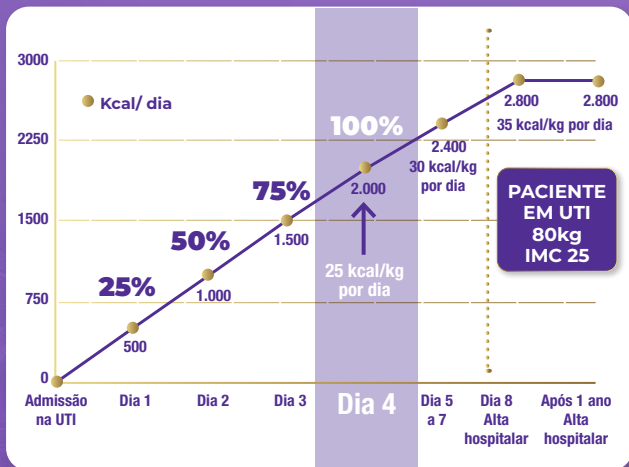 3000
2250
1500
750
0
Kcal/ dia
25%
500
50%
1.000
75%
1.500
100%
2.000
25 kcal/kg
por dia
2.400
30 kcal/kg
por dia
2.800
2.800
35 kcal/kg por dia
PACIENTE
EM UTI
80kg
IMC 25
Admissão
na UTI
Dia 1
Dia 2
Dia 3
Dia 4
Dia 5
a 7
Dia 8
Alta
hospitalar
Após 1 ano
Alta
hospitalar